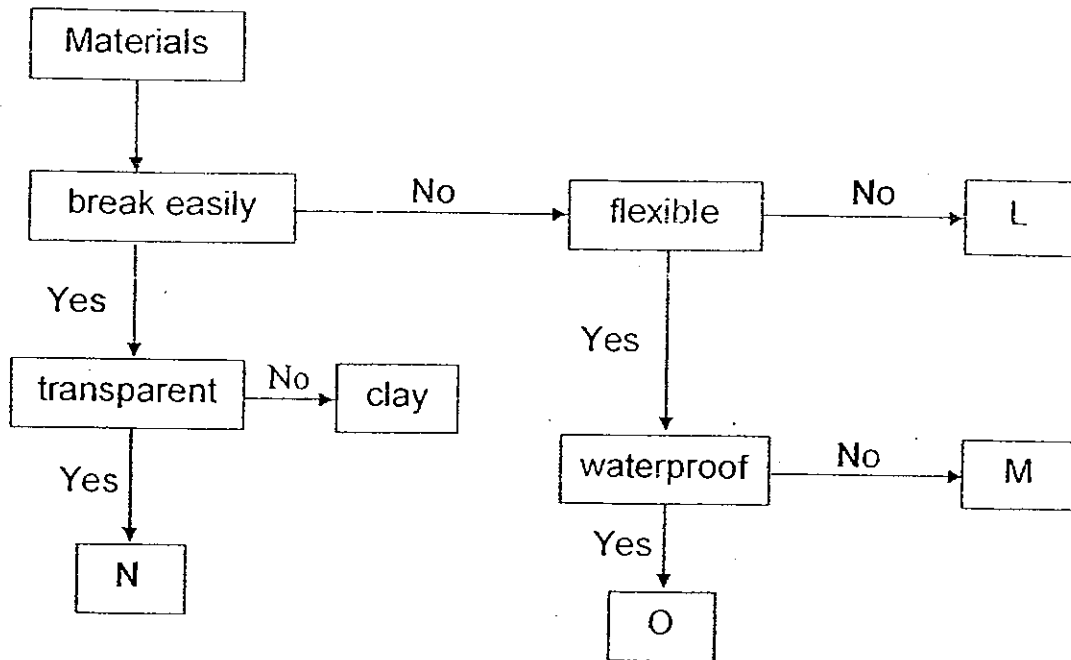 Materials
break easily
No
flexible
No
L
Yes
Yes
transparent
No
clay
Yes
waterproof
No
M
N
Yes
O